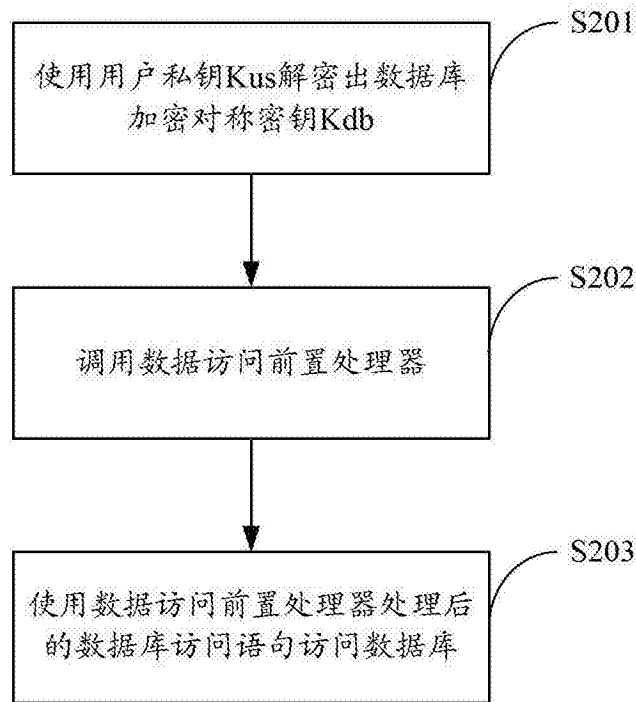 S201
使用用户私钥Kus解密出数据库
加密对称密钥Kdb
S202
调用数据访问前置处理器
S203
使用数据访问前置处理器处理后
的数据库访问语句访问数据库